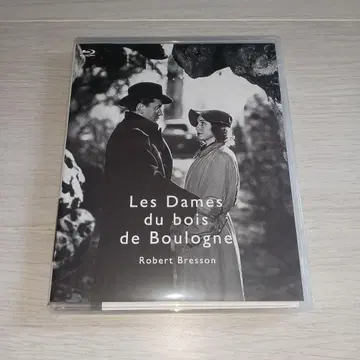 Les Dames
du bois
de Boulogne
Robert Bresson